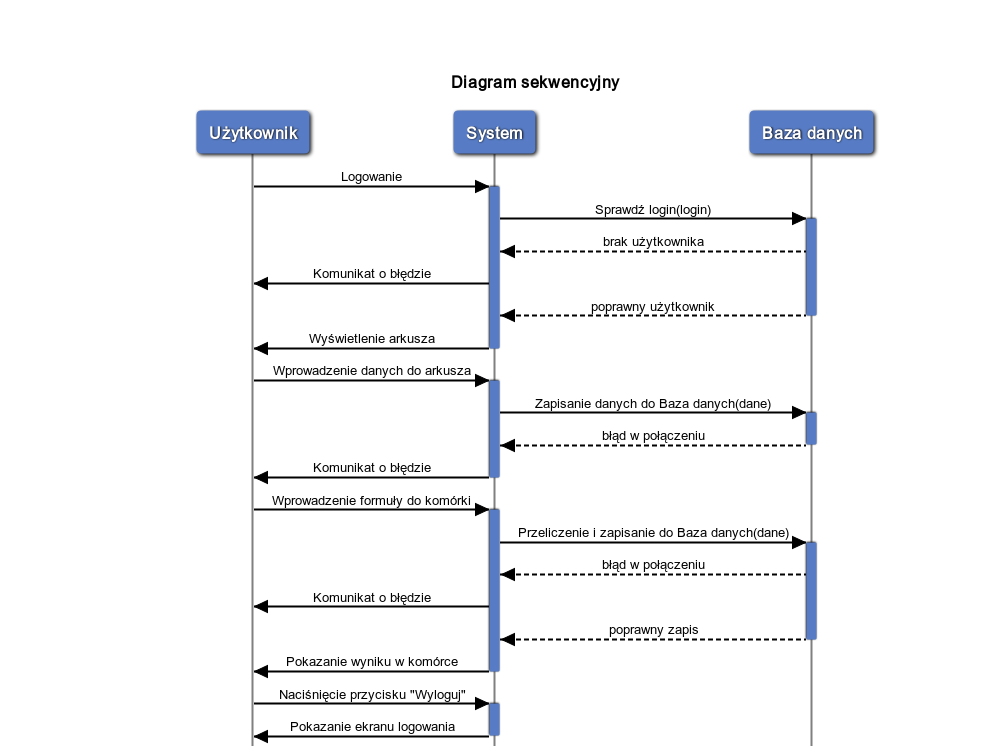 Diagram sekwencyjny
Użytkownik
System
Baza danych
Logowanie
Sprawdź login(login)
brak użytkownika
Komunikat o błędzie
poprawny użytkownik
Wyświetlenie arkusza
Wprowadzenie danych do arkusza
Zapisanie danych do Baza danych(dane)
błąd w połączeniu
Komunikat o błędzie
Wprowadzenie formuły do komórki
Przeliczenie i zapisanie do Baza danych(dane)
błąd w połączeniu
Komunikat o błędzie
poprawny zapis
Pokazanie wyniku w komórce
Naciśnięcie przycisku "Wyloguj"
Pokazanie ekranu logowania